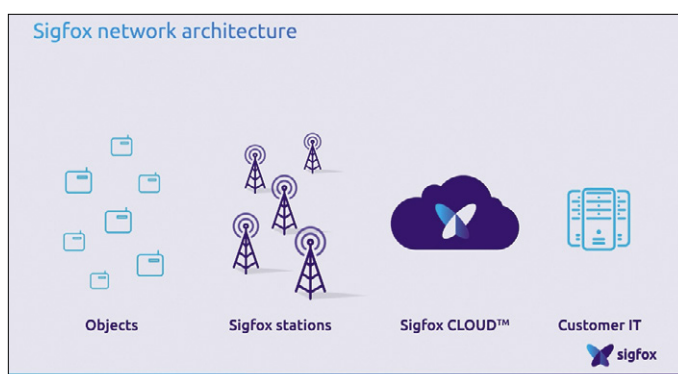 Sigfox network architecture
Objects
Sigfox stations
Sigfox CLOUD™
Customer IT
sigfox